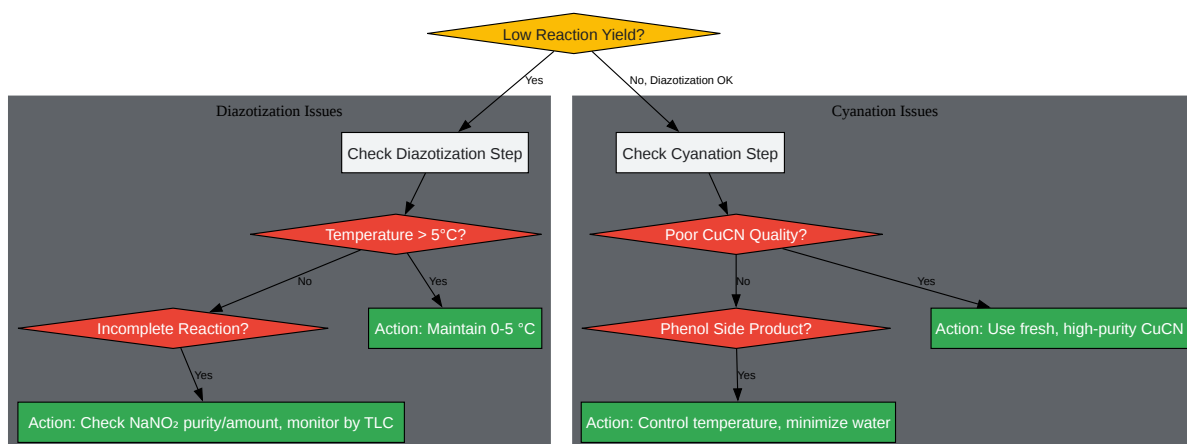 Low Reaction Yield?
Yes
No, Diazotization OK
Diazotization Issues
Cyanation Issues
Check Diazotization Step
Check Cyanation Step
Temperature > 5°C?
Poor CuCN Quality?
No
Yes
No
Yes
Incomplete Reaction?
Action: Maintain 0-5 °C
Phenol Side Product?
Action: Use fresh, high-purity CuCN
Yes
Yes
Action: Check NaNO₂ purity/amount, monitor by TLC
Action: Control temperature, minimize water